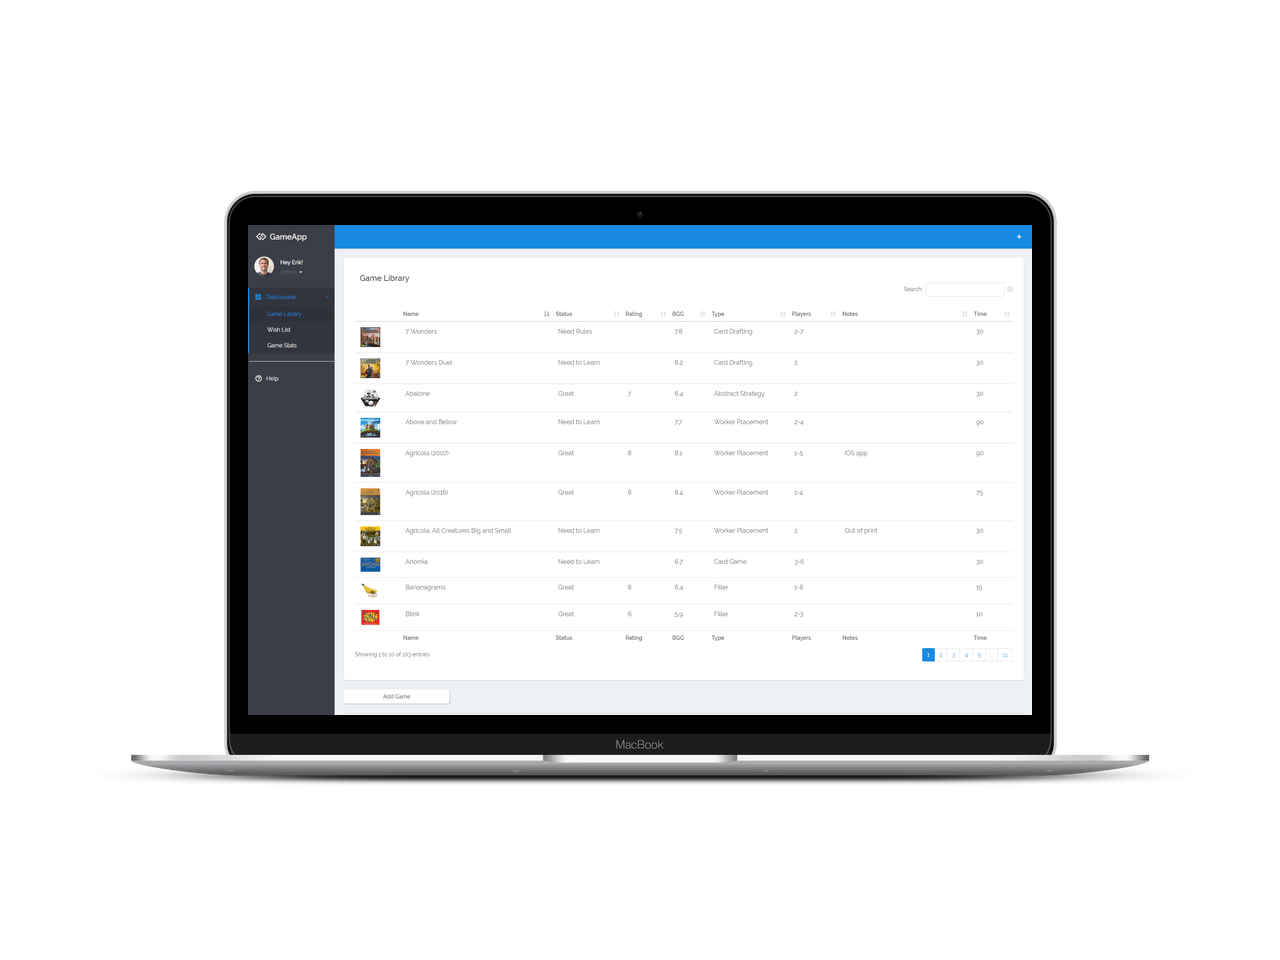 GameApp
+
Hey Erik!
Options
Dashboards
Game Library
Wish List
Game Stats
Help
Game Library
Search:
Name Status Rating BGG Type Players Notes Time
7 Wonders Need Rules 7.8 Card Drafting 2-7 30
7 Wonders Duel Need to Learn 8.2 Card Drafting 2 30
Abalone Great 7 6.4 Abstract Strategy 2 30
Above and Below Need to Learn 7.7 Worker Placement 2-4 90
Agricola (2007) Great 8 8.1 Worker Placement 1-5 iOS app 90
Agricola (2016) Great 8 8.4 Worker Placement 1-4 75
Agricola: All Creatures Big and Small Need to Learn 7.5 Worker Placement 2 Out of print 30
Anomia Need to Learn 6.7 Card Game 3-6 30
Bananagrams Great 8 6.4 Filler 1-8 15
Blink Great 6 5.9 Filler 2-3 10
Name Status Rating BGG Type Players Notes Time
Showing 1 to 10 of 103 entries
1 2 3 4 5 … 11
Add Game
MacBook